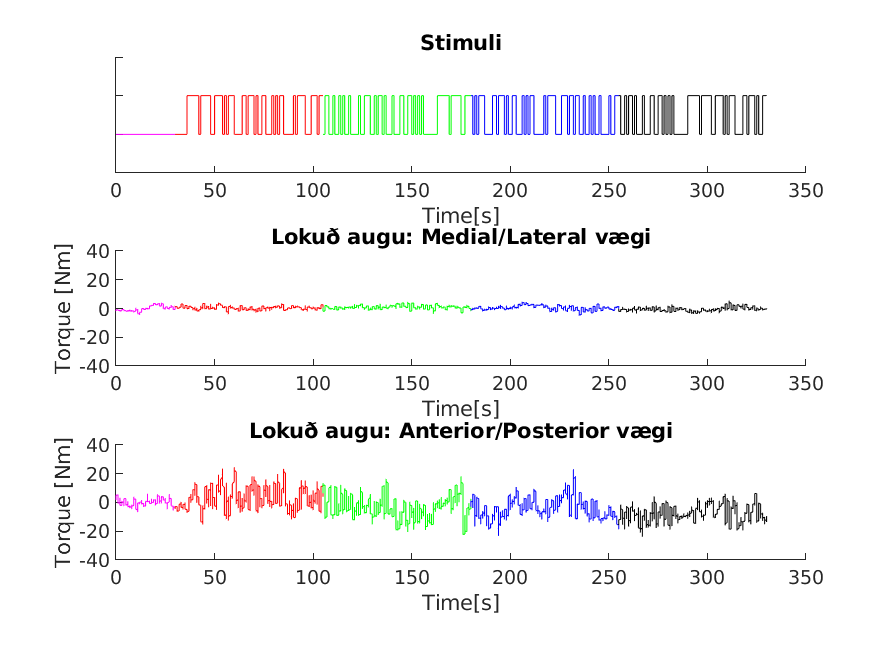 Stimuli
0 50 100 150 200 250 300 350
Time[s]
Lokuð augu: Medial/Lateral vægi
Torque [Nm]
40
20
0
-20
-40
0 50 100 150 200 250 300 350
Time[s]
Lokuð augu: Anterior/Posterior vægi
Torque [Nm]
40
20
0
-20
-40
0 50 100 150 200 250 300 350
Time[s]